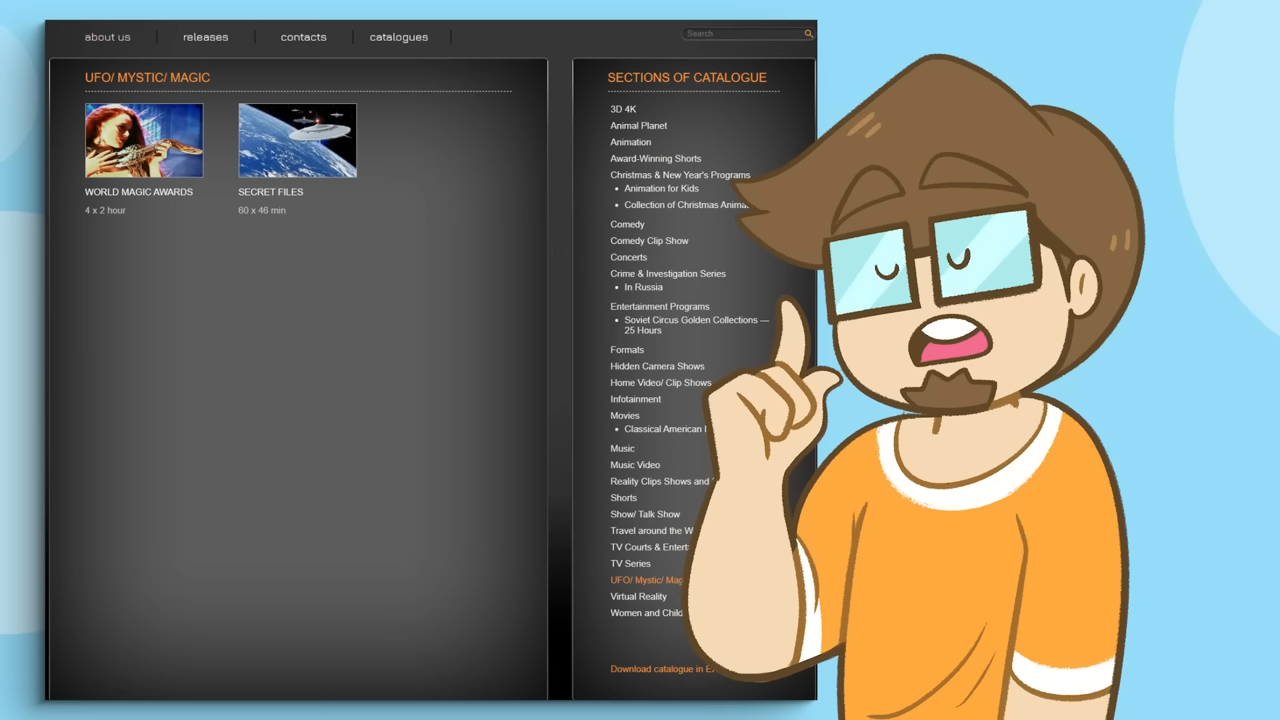 about us
releases
contacts
catalogues
Search
UFO/ MYSTIC/ MAGIC
WORLD MAGIC AWARDS
4 x 2 hour
SECRET FILES
60 x 46 min
SECTIONS OF CATALOGUE
3D 4K
Animal Planet
Animation
Award-Winning Shorts
Christmas & New Year's Programs
Animation for Kids
Collection of Christmas
Comedy
Comedy Clip Show
Concerts
Crime & Investigation Series
In Russia
Entertainment Programs
Soviet Circus Golden Collections —
25 Hours
Formats
Hidden Camera Shows
Home Video/ Clip Shows
Infotainment
Movies
Classical American
Music
Music Video
Reality Clips Shows and
Shorts
Show/ Talk Show
Travel around the
TV Courts &
TV Series
UFO/ Mystic/
Virtual Reality
Women and
Download catalogue in